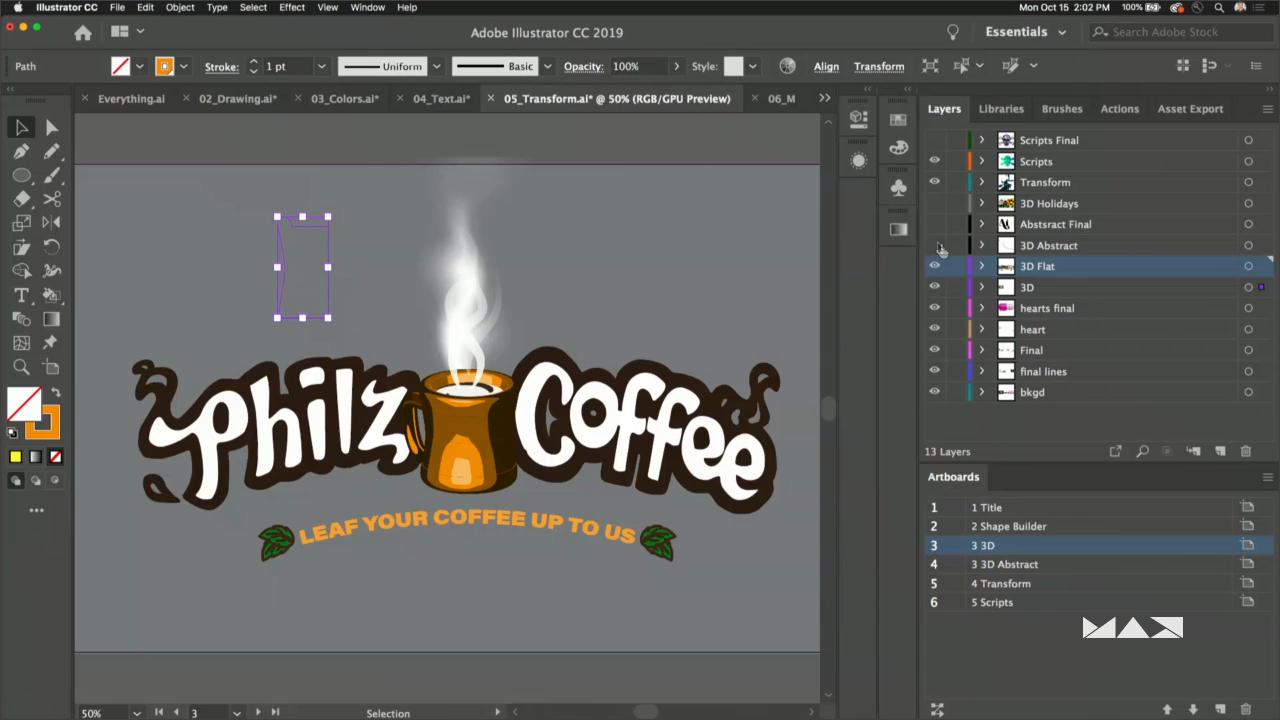 Illustrator CC File Edit Object Type Select Effect View Window Help
Mon Oct 15 2:02 PM 100%
Adobe Illustrator CC 2019
Essentials
Search Adobe Stock
Path
Stroke: 1 pt Uniform Basic Opacity: 100% Style: Align Transform
Everything.ai 02_Drawing.ai* 03_Colors.ai* 04_Text.ai* 05_Transform.ai* @ 50% (RGB/GPU Preview) 06_M
Layers Libraries Brushes Actions Asset Export
Scripts Final
Scripts
Transform
3D Holidays
Abstsract Final
3D Abstract
3D Flat
3D
hearts final
heart
Final
final lines
bkgd
13 Layers
Artboards
1 1 Title
2 2 Shape Builder
3 3 3D
4 3 3D Abstract
5 4 Transform
6 5 Scripts
MAX
Philz Coffee
LEAF YOUR COFFEE UP TO US
50% 3 Selection